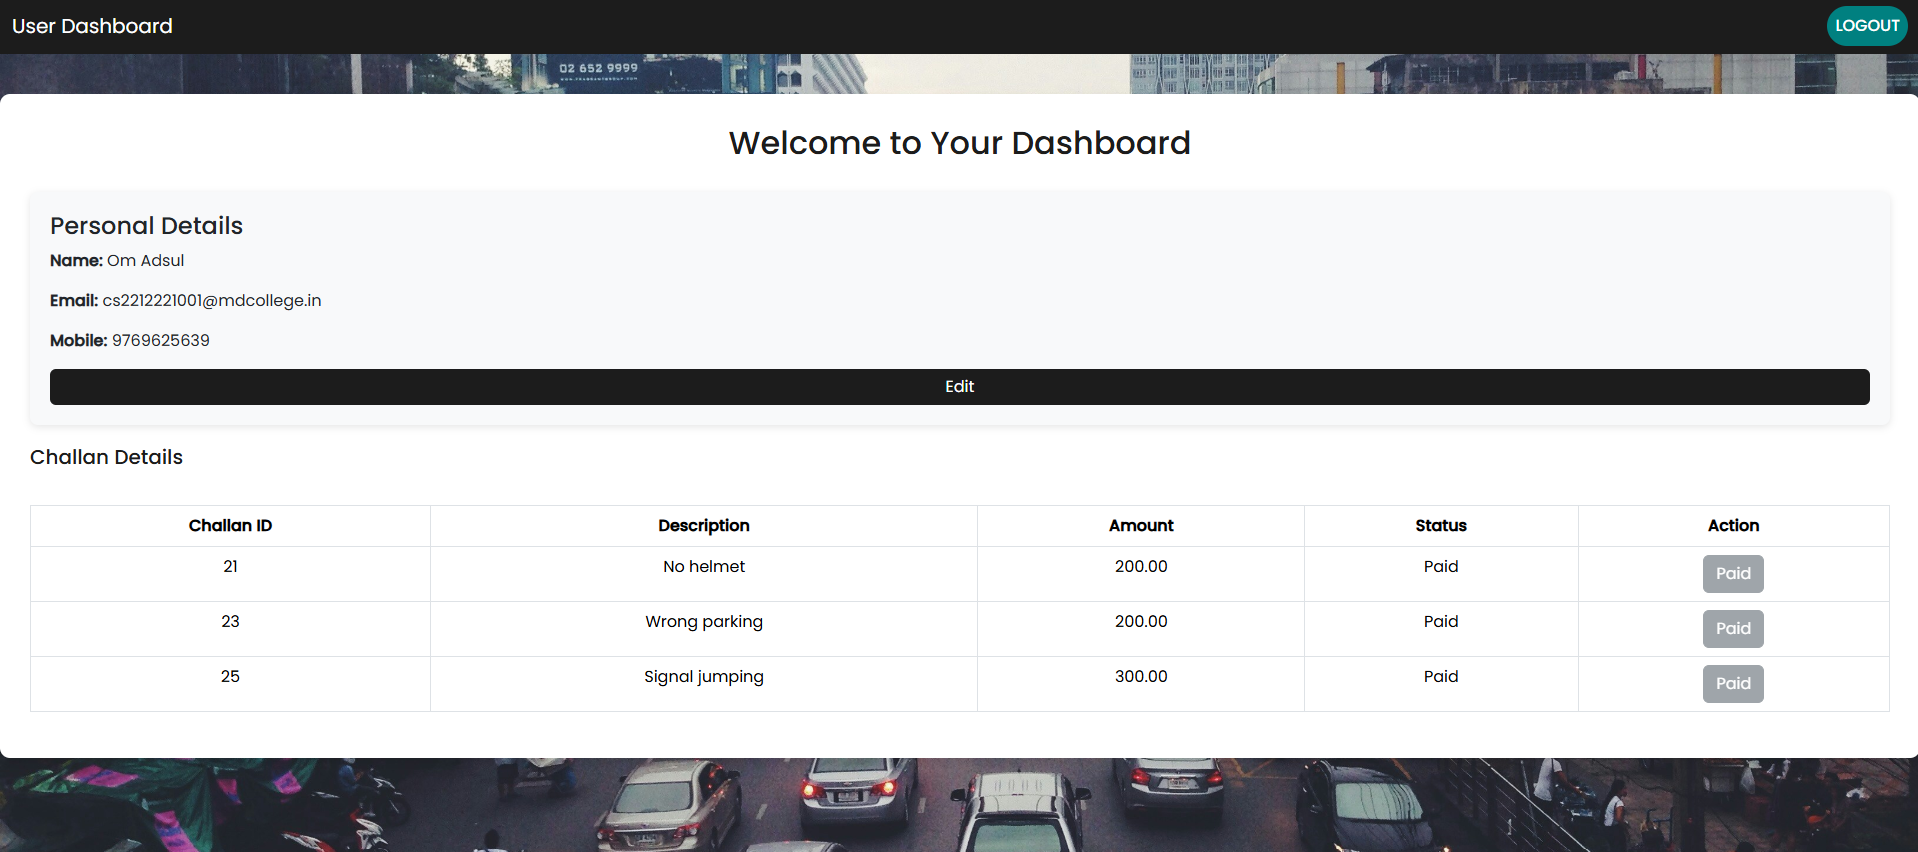 User Dashboard
LOGOUT
02 652 9999
Welcome to Your Dashboard
Personal Details
Name: Om Adsul
Email: cs2212221001@mdcollege.in
Mobile: 9769625639
Edit
Challan Details
Challan ID Description Amount Status Action
21 No helmet 200.00 Paid Paid
23 Wrong parking 200.00 Paid Paid
25 Signal jumping 300.00 Paid Paid